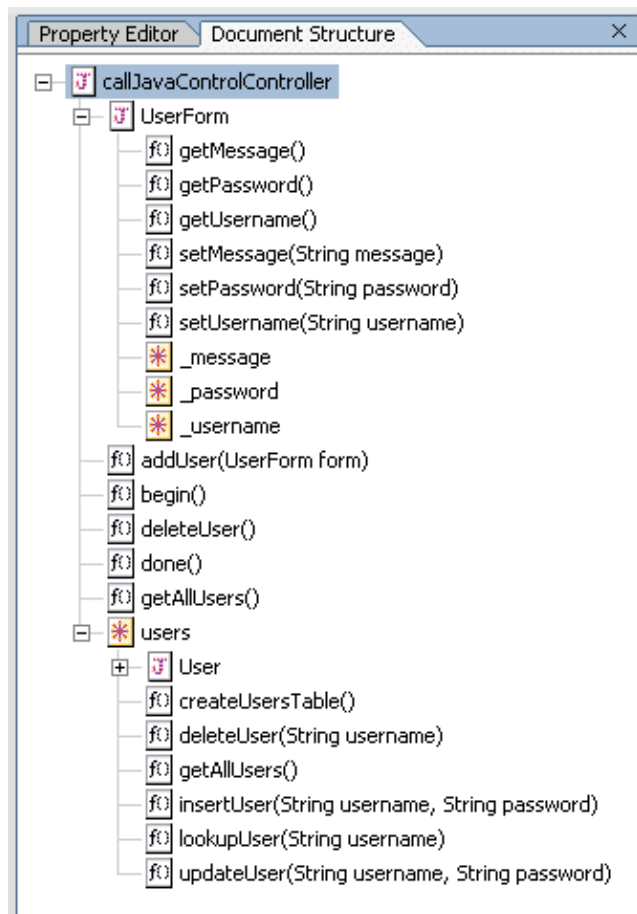 Property Editor Document Structure
callJavaControlController
UserForm
getMessage()
getPassword()
getUsername()
setMessage(String message)
setPassword(String password)
setUsername(String username)
_message
_password
_username
addUser(UserForm form)
begin()
deleteUser()
done()
getAllUsers()
users
User
createUsersTable()
deleteUser(String username)
getAllUsers()
insertUser(String username, String password)
lookupUser(String username)
updateUser(String username, String password)